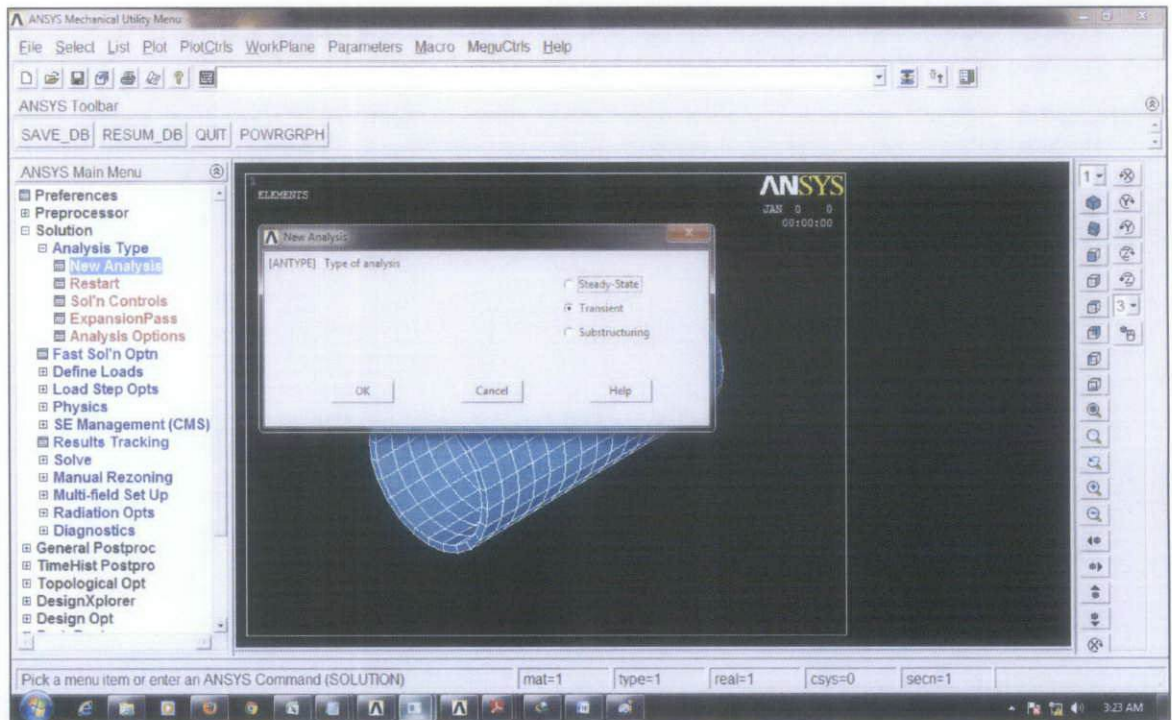 ANSYS Mechanical Utility Menu
File Select List Plot PlotCtrls WorkPlane Parameters Macro MenuCtrls Help
ANSYS Toolbar
SAVE_DB RESUM_DB QUIT POWRGRPH
ANSYS Main Menu
Preferences
Preprocessor
Solution
Analysis Type
New Analysis
Restart
Sol'n Controls
ExpansionPass
Analysis Options
Fast Sol'n Optn
Define Loads
Load Step Opts
Physics
SE Management (CMS)
Results Tracking
Solve
Manual Rezoning
Multi-field Set Up
Radiation Opts
Diagnostics
General Postproc
TimeHist Postpro
Topological Opt
DesignXplorer
Design Opt
1
ELEMENTS
ANSYS
JAN 0 0
00:00:00
New Analysis
[ANTYPE] Type of analysis
Steady-State
Transient
Substructuring
OK Cancel Help
1
3
Pick a menu item or enter an ANSYS Command (SOLUTION) mat=1 type=1 real=1 csys=0 secn=1
3:23 AM